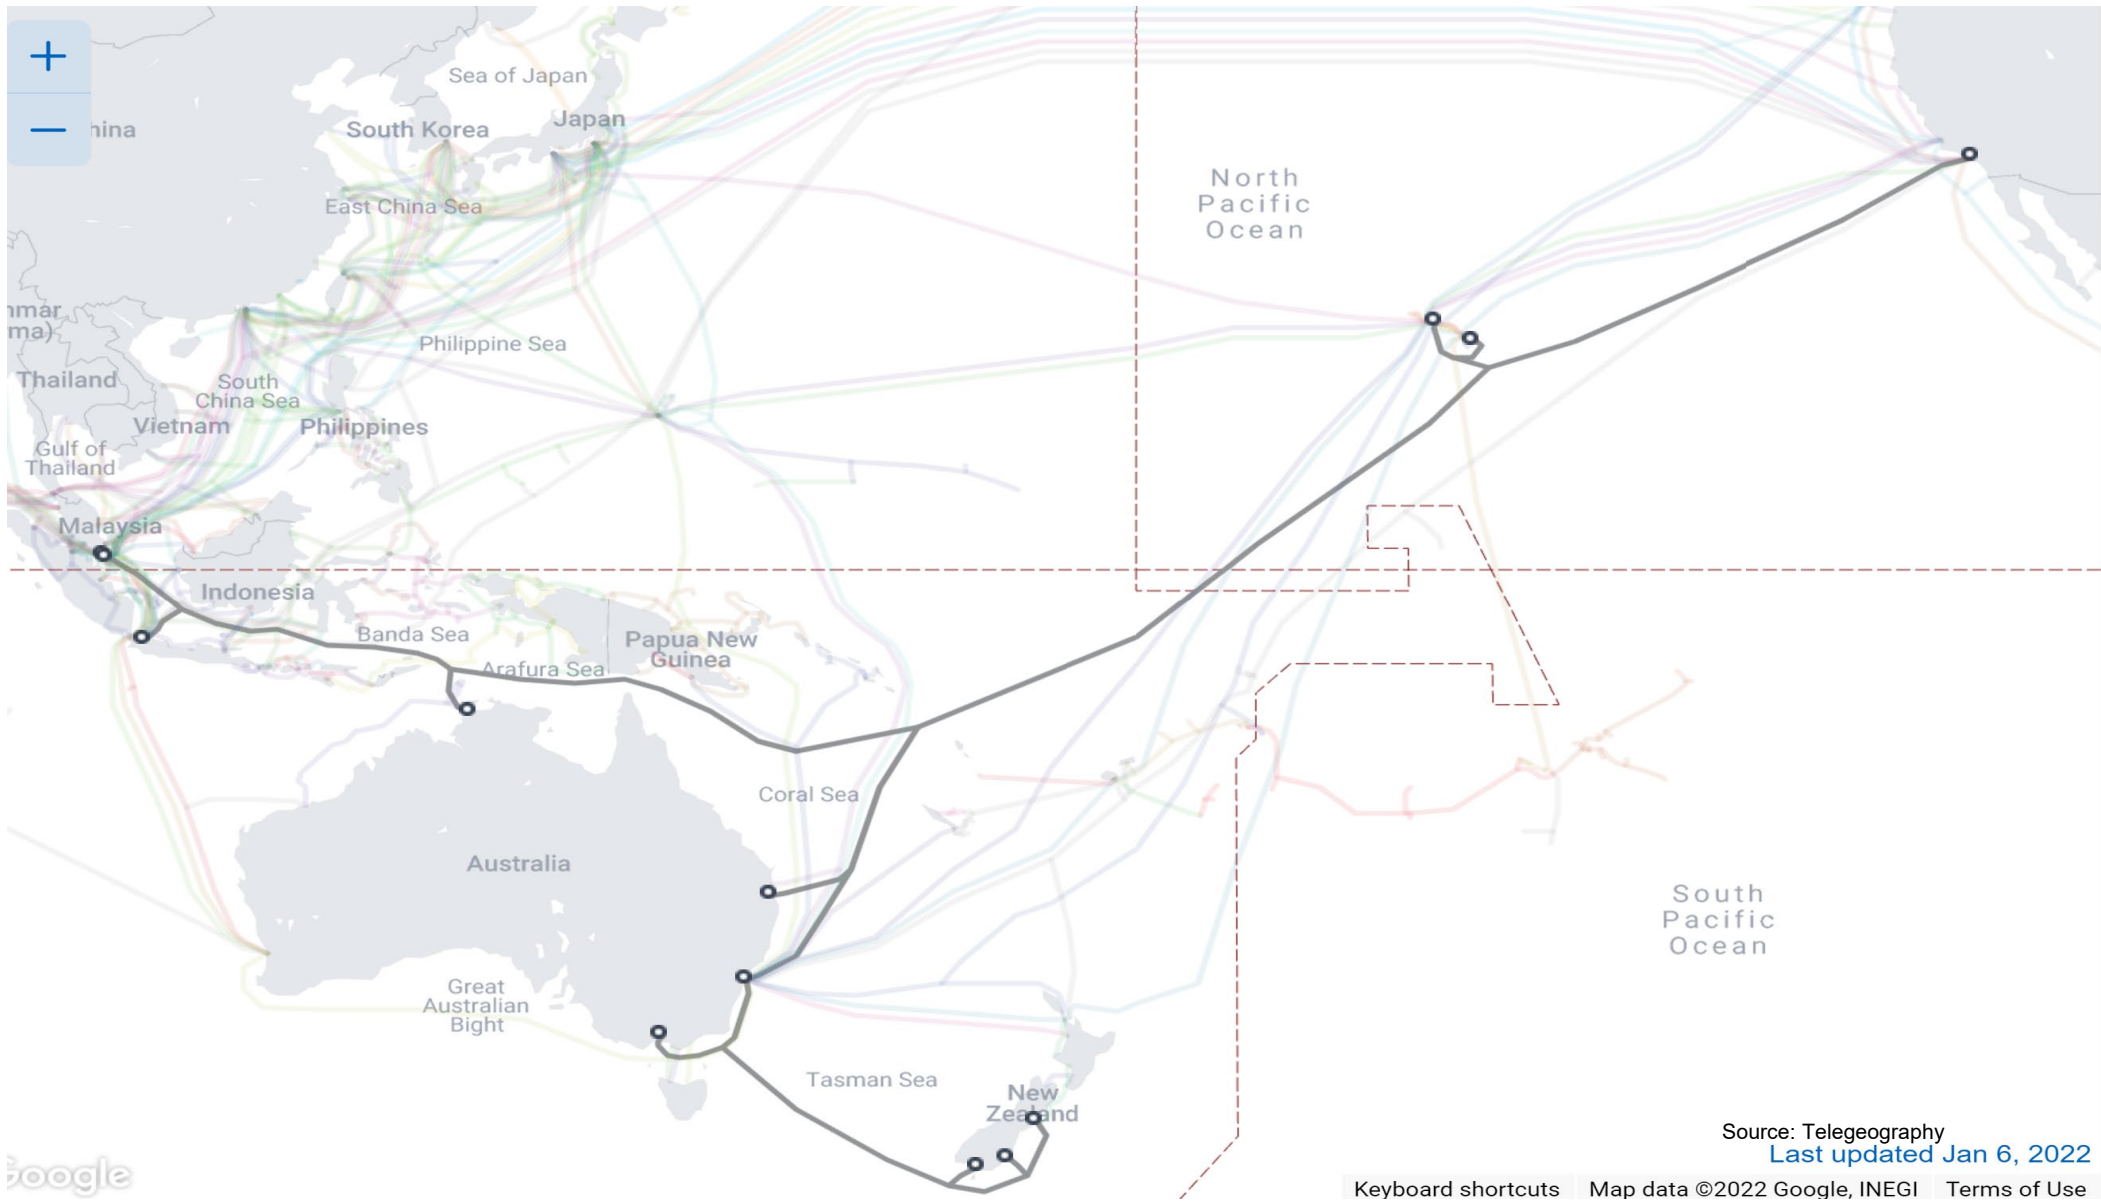 Sea of Japan
hina
South Korea
Japan
East China Sea
North
Pacific
Ocean
nmar
ma)
Philippine Sea
Thailand
South
China Sea
Vietnam
Philippines
Gulf of
Thailand
Malaysia
Indonesia
Banda Sea
Papua New
Guinea
Arafura Sea
Coral Sea
Australia
South
Pacific
Ocean
Great
Australian
Bight
Tasman Sea
New
Zealand
Source: Telegeography
Last updated Jan 6, 2022
Google
Keyboard shortcuts Map data ©2022 Google, INEGI Terms of Use